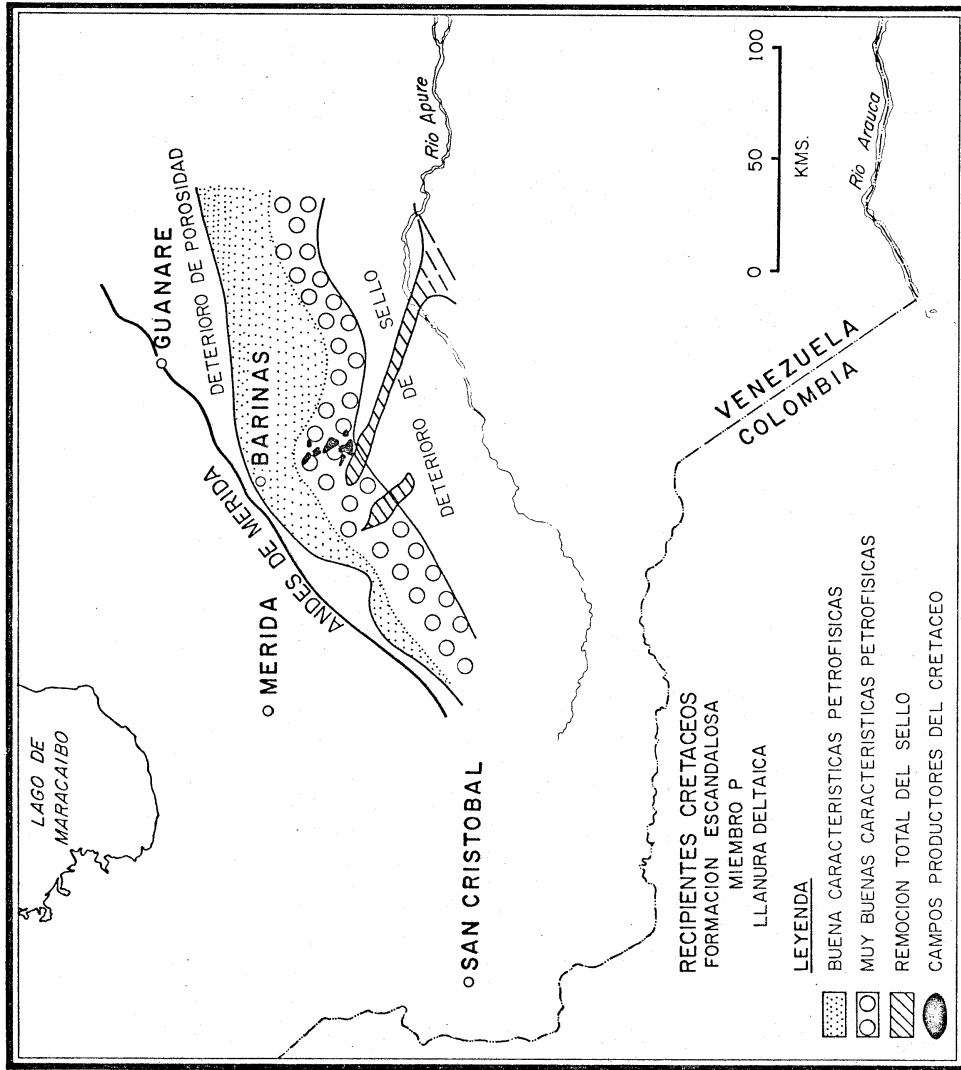 LAGO DE
MARACAIBO
GUANARE
DETERIORO DE POROSIDAD
BARINAS
ANDES DE MERIDA
MERIDA
SAN CRISTOBAL
DETERIORO DE SELLO
Rio Apure
Rio Arauca
VENEZUELA
COLOMBIA
0 50 100
KMS.
RECIPIENTES CRETACEOS
FORMACION ESCANDALOSA
MIEMBRO P
LLANURA DELTAICA
LEYENDA
BUENA CARACTERISTICAS PETROFISICAS
MUY BUENAS CARACTERISTICAS PETROFISICAS
REMOCION TOTAL DEL SELLO
CAMPOS PRODUCTORES DEL CRETACEO